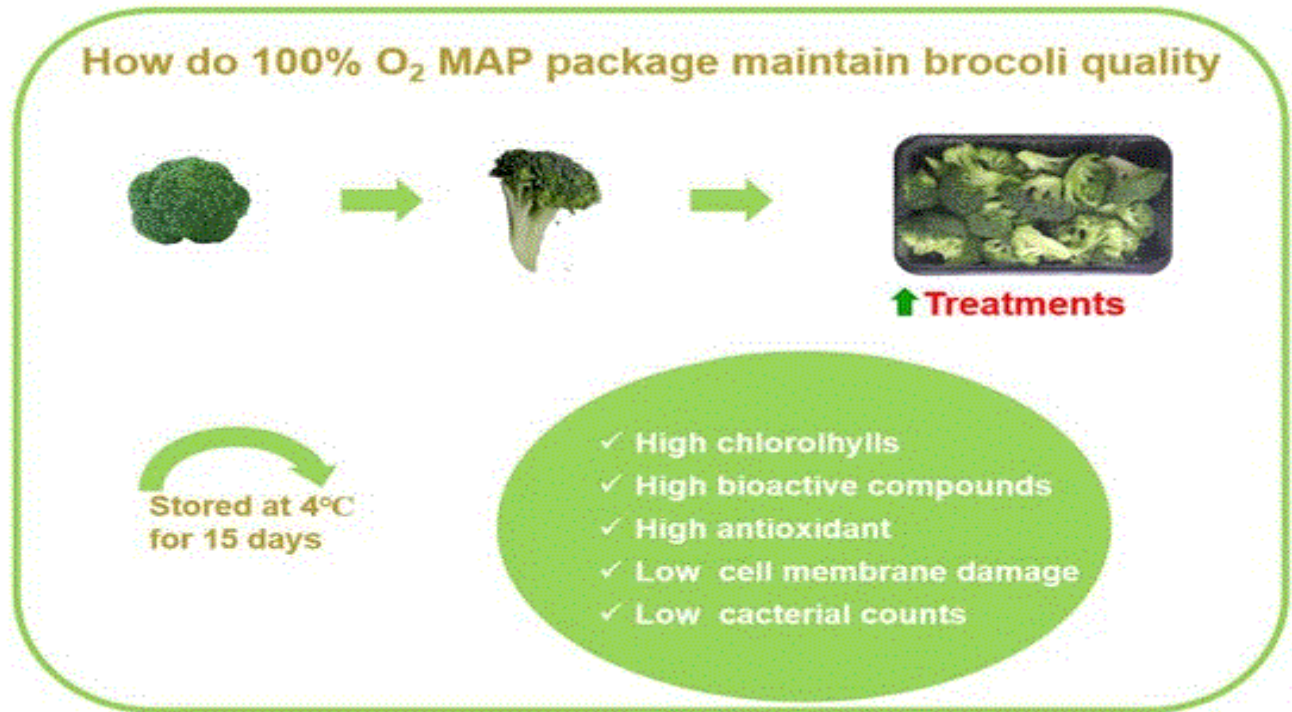 How do 100% O₂ MAP package maintain brocoli quality
Treatments
Stored at 4℃
for 15 days
✓ High chlorolhylls
✓ High bioactive compounds
✓ High antioxidant
✓ Low cell membrane damage
✓ Low cacterial counts